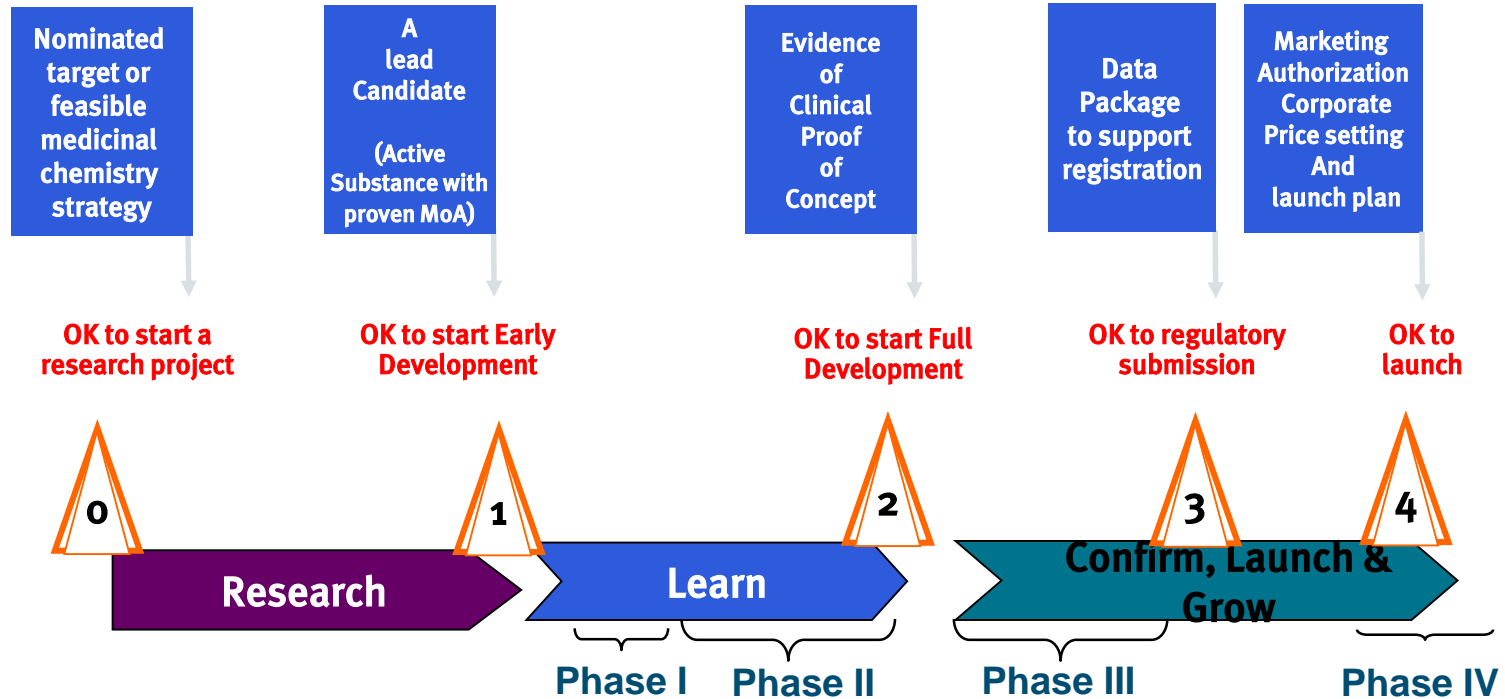 Nominated
target or
feasible
medicinal
chemistry
strategy
A
lead
Candidate
(Active
Substance with
proven MoA)
Evidence
of
Clinical
Proof
of
Concept
Data
Package
to support
registration
Marketing
Authorization
Corporate
Price setting
And
launch plan
OK to start a
research project
OK to start Early
Development
OK to start Full
Development
OK to regulatory
submission
OK to
launch
0
1
2
3
4
Research
Learn
Confirm, Launch &
Grow
Phase I
Phase II
Phase III
Phase IV